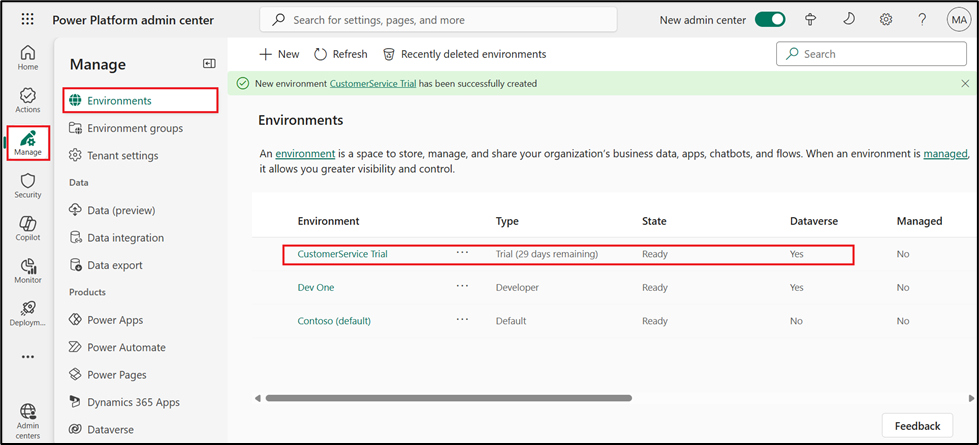 Power Platform admin center
Search for settings, pages, and more
New admin center
MA
Home
Actions
Manage
Security
Copilot
Monitor
Deploym...
Admin
centers
Manage
Environments
Environment groups
Tenant settings
Data
Data (preview)
Data integration
Data export
Products
Power Apps
Power Automate
Power Pages
Dynamics 365 Apps
Dataverse
New
Refresh
Recently deleted environments
Search
New environment CustomerService Trial has been successfully created
Environments
An environment is a space to store, manage, and share your organization's business data, apps, chatbots, and flows. When an environment is managed,
it allows you greater visibility and control.
Environment Type State Dataverse Managed
CustomerService Trial ... Trial (29 days remaining) Ready Yes No
Dev One ... Developer Ready Yes No
Contoso (default) ... Default Ready No No
Feedback